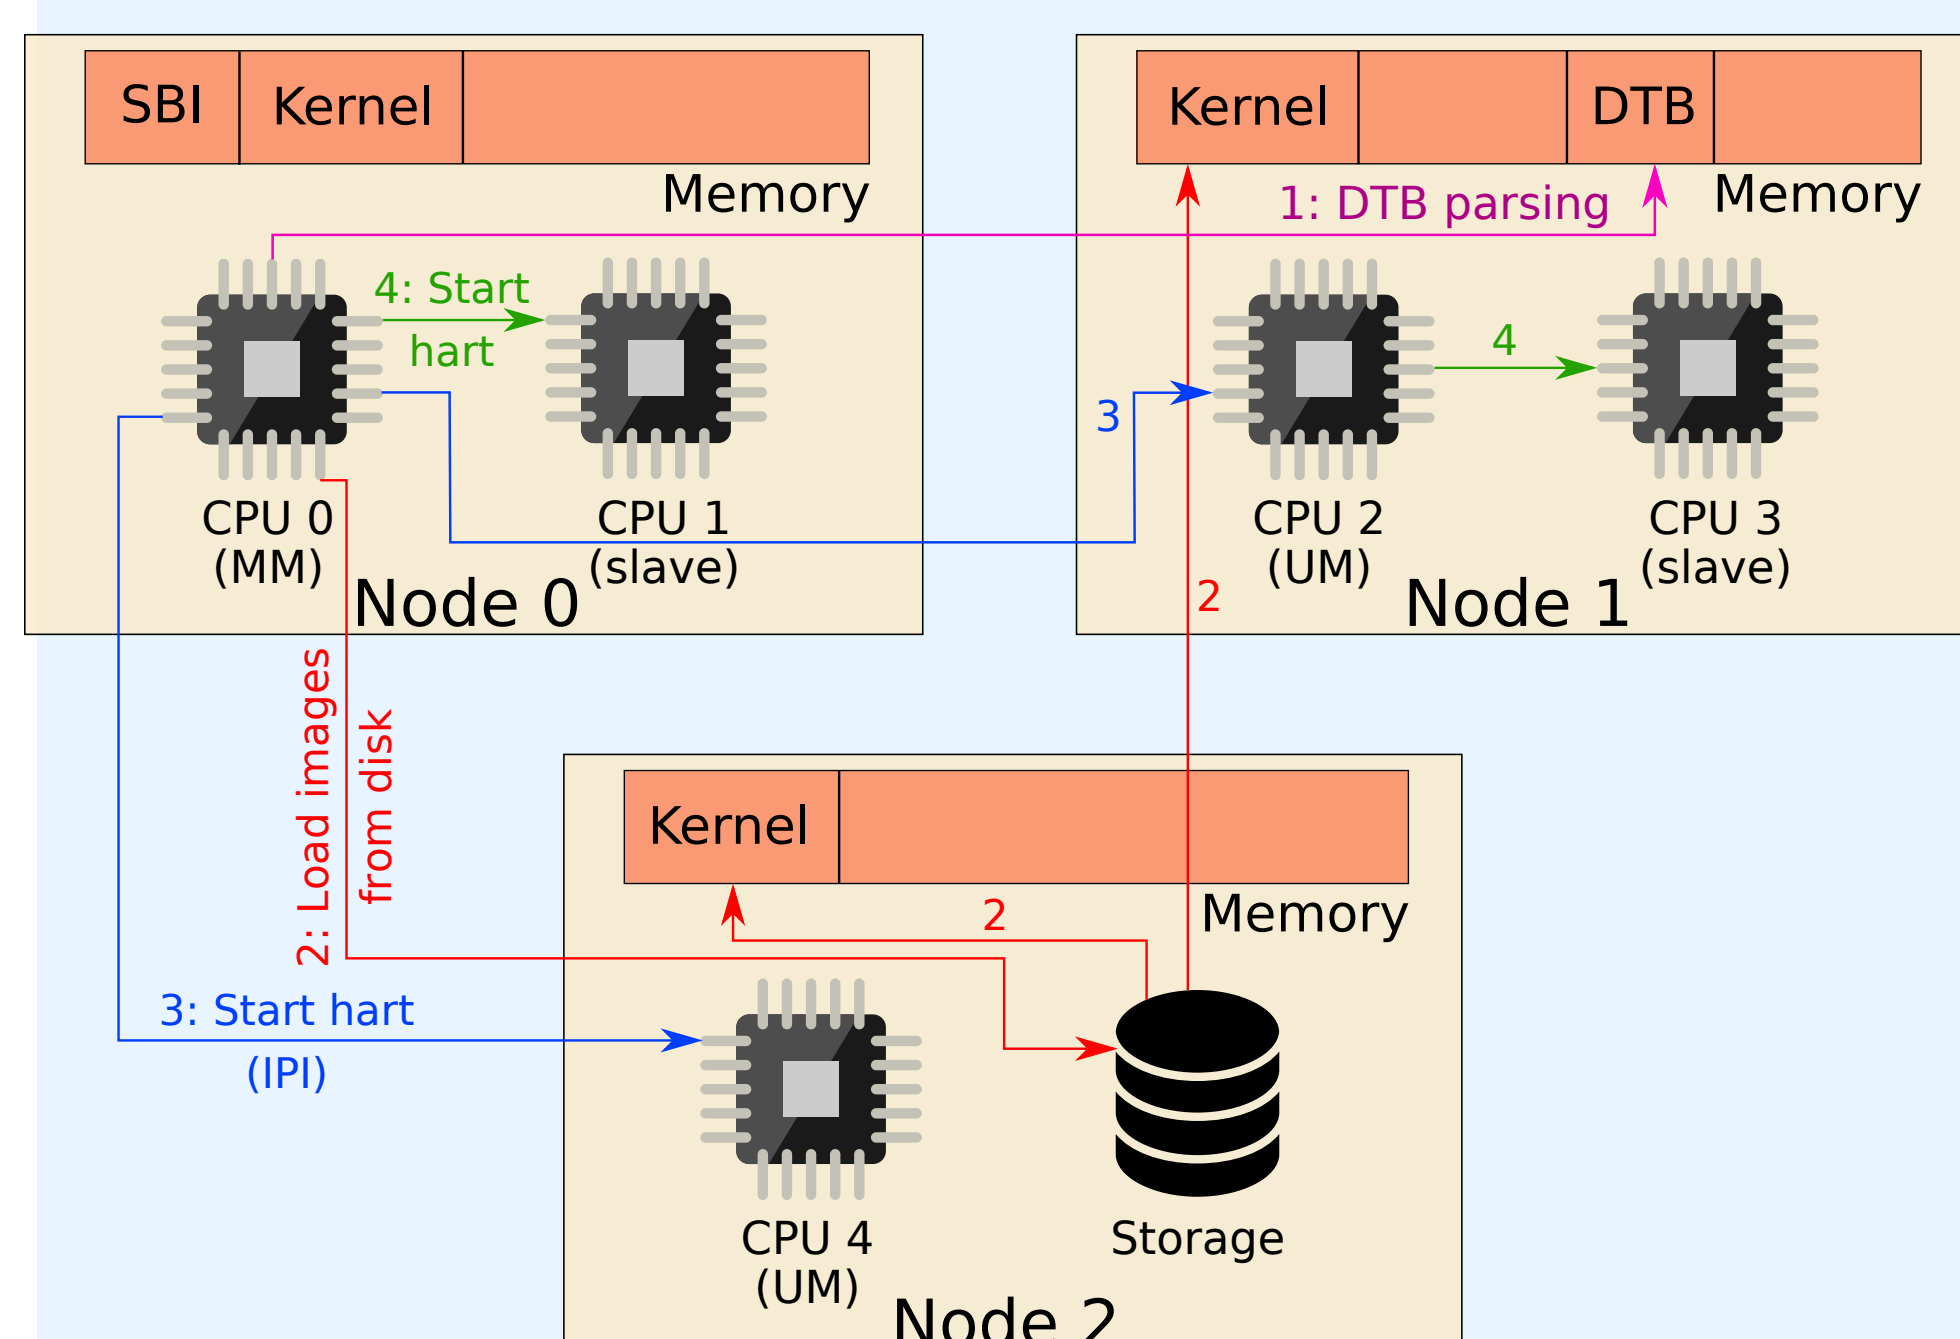 SBI
Kernel
Memory
4: Start
hart
CPU 0
(MM)
CPU 1
(slave)
Node 0
Kernel
DTB
Memory
1: DTB parsing
3
4
2
CPU 2
(UM)
CPU 3
(slave)
Node 1
2: Load images
from disk
3: Start hart
(IPI)
Kernel
Memory
2
CPU 4
(UM)
Storage
Node 2